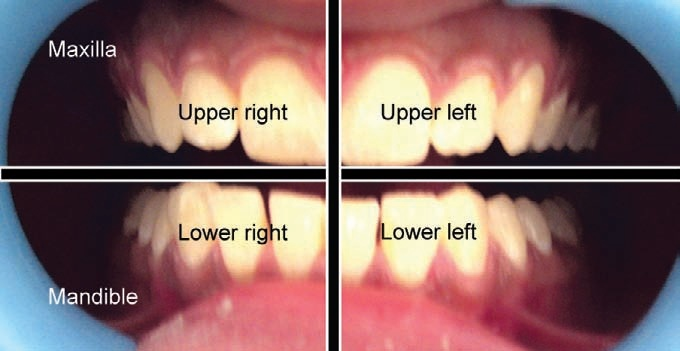 Maxilla
Upper right
Upper left
Lower right
Lower left
Mandible